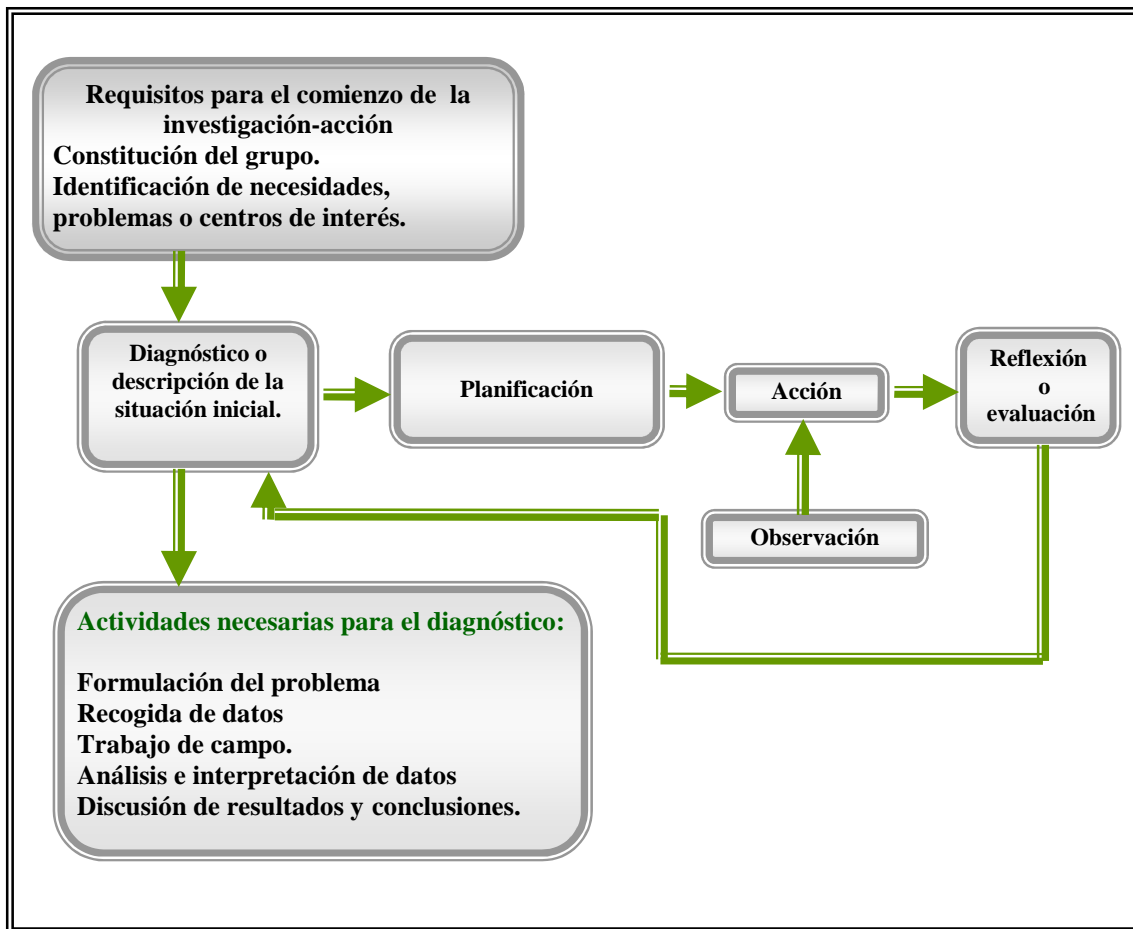 Requisitos para el comienzo de la
investigación-acción
Constitución del grupo.
Identificación de necesidades,
problemas o centros de interés.
Diagnóstico o
descripción de la
situación inicial.
Planificación
Acción
Reflexión
o
evaluación
Observación
Actividades necesarias para el diagnóstico:
Formulación del problema
Recogida de datos
Trabajo de campo.
Análisis e interpretación de datos
Discusión de resultados y conclusiones.